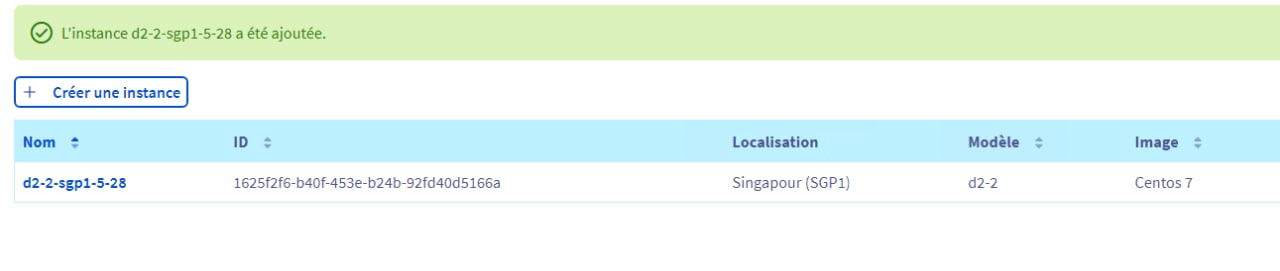 L'instance d2-2-sgp1-5-28 a été ajoutée.
+ Créer une instance
Nom ID Localisation Modèle Image
d2-2-sgp1-5-28 1625f2f6-b40f-453e-b24b-92fd40d5166a Singapour (SGP1) d2-2 Centos 7